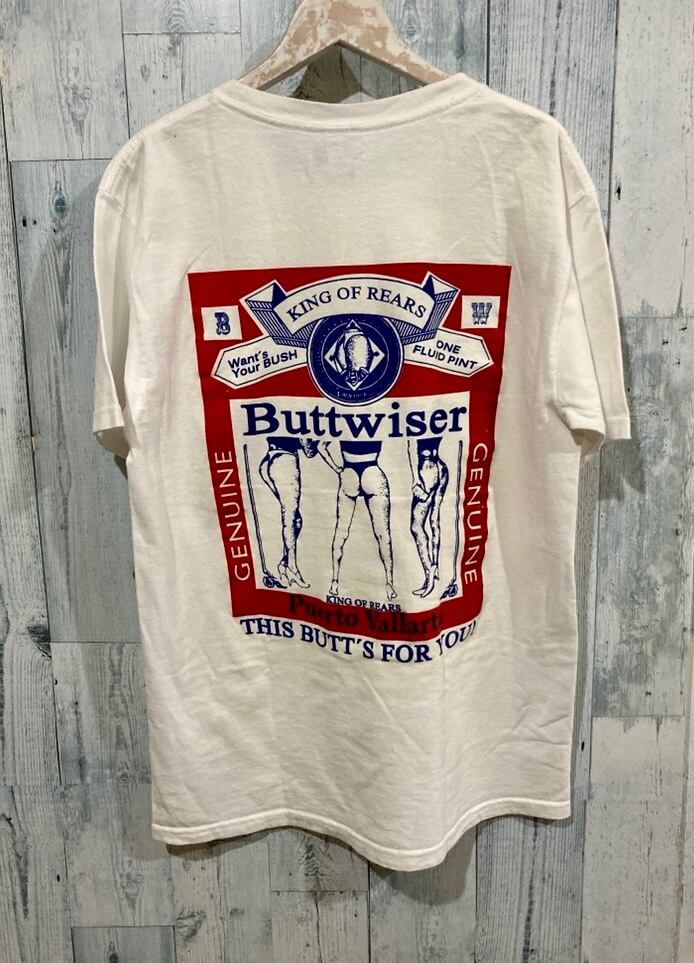 KING OF REARS
B
W
Want's
Your BUSH
ONE
FLUID PINT
Buttwiser
GENUINE
GENUINE
KING OF REARS
Puerto Vallarta
THIS BUTT'S FOR YOU!